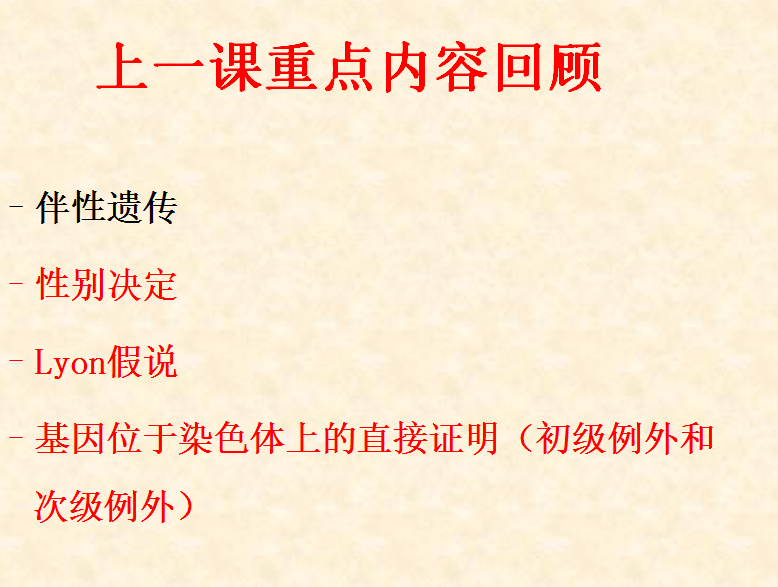 上一课重点内容回顾
- 伴性遗传
- 性别决定
- Lyon假说
- 基因位于染色体上的直接证明（初级例外和
次级例外）